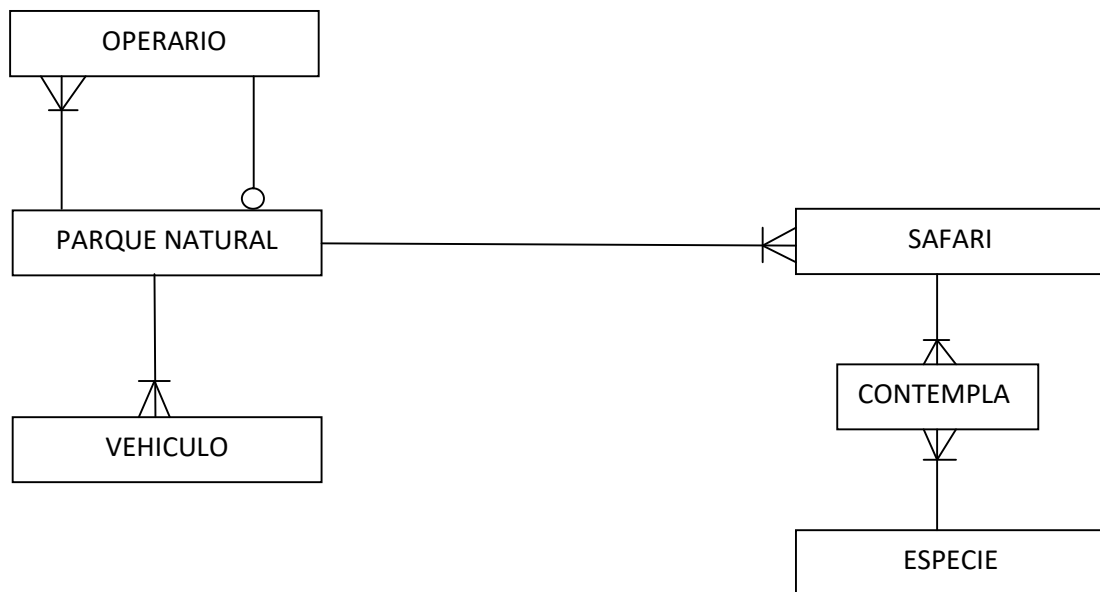 OPERARIO
PARQUE NATURAL
SAFARI
CONTEMPLA
VEHICULO
ESPECIE